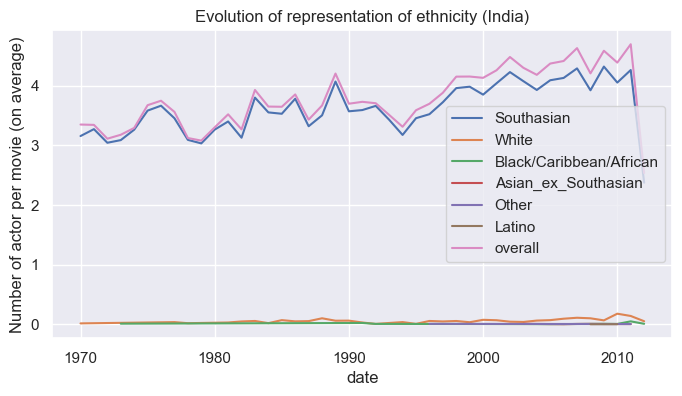 Evolution of representation of ethnicity (India)
Number of actor per movie (on average)
4
3
2
1
0
Southasian
White
Black/Caribbean/African
Asian_ex_Southasian
Other
Latino
overall
1970
1980
1990
2000
2010
date